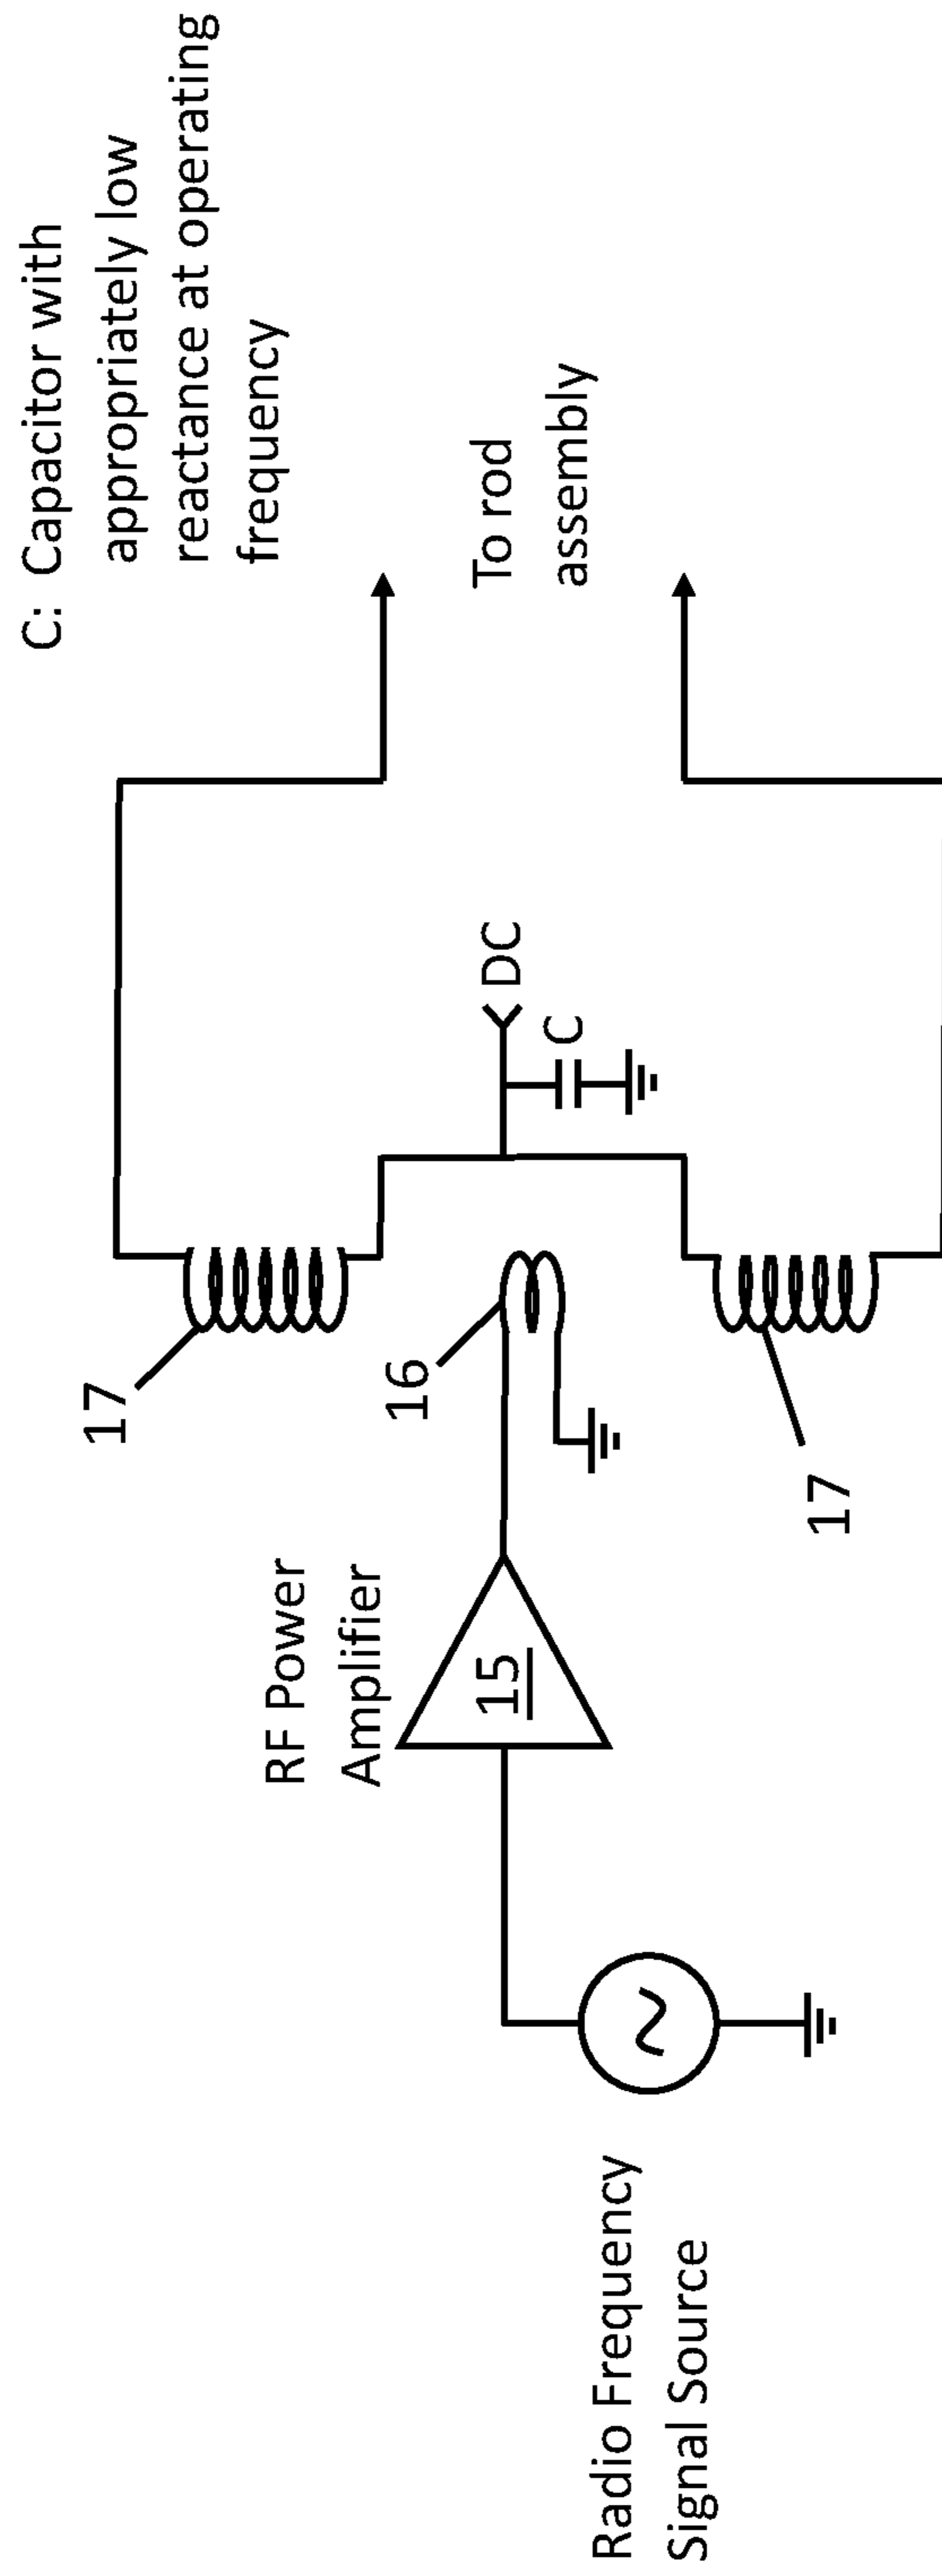 C: Capacitor with
appropriately low
reactance at operating
frequency
17
16
RF Power
Amplifier
15
DC
C
To rod
assembly
17
Radio Frequency
Signal Source